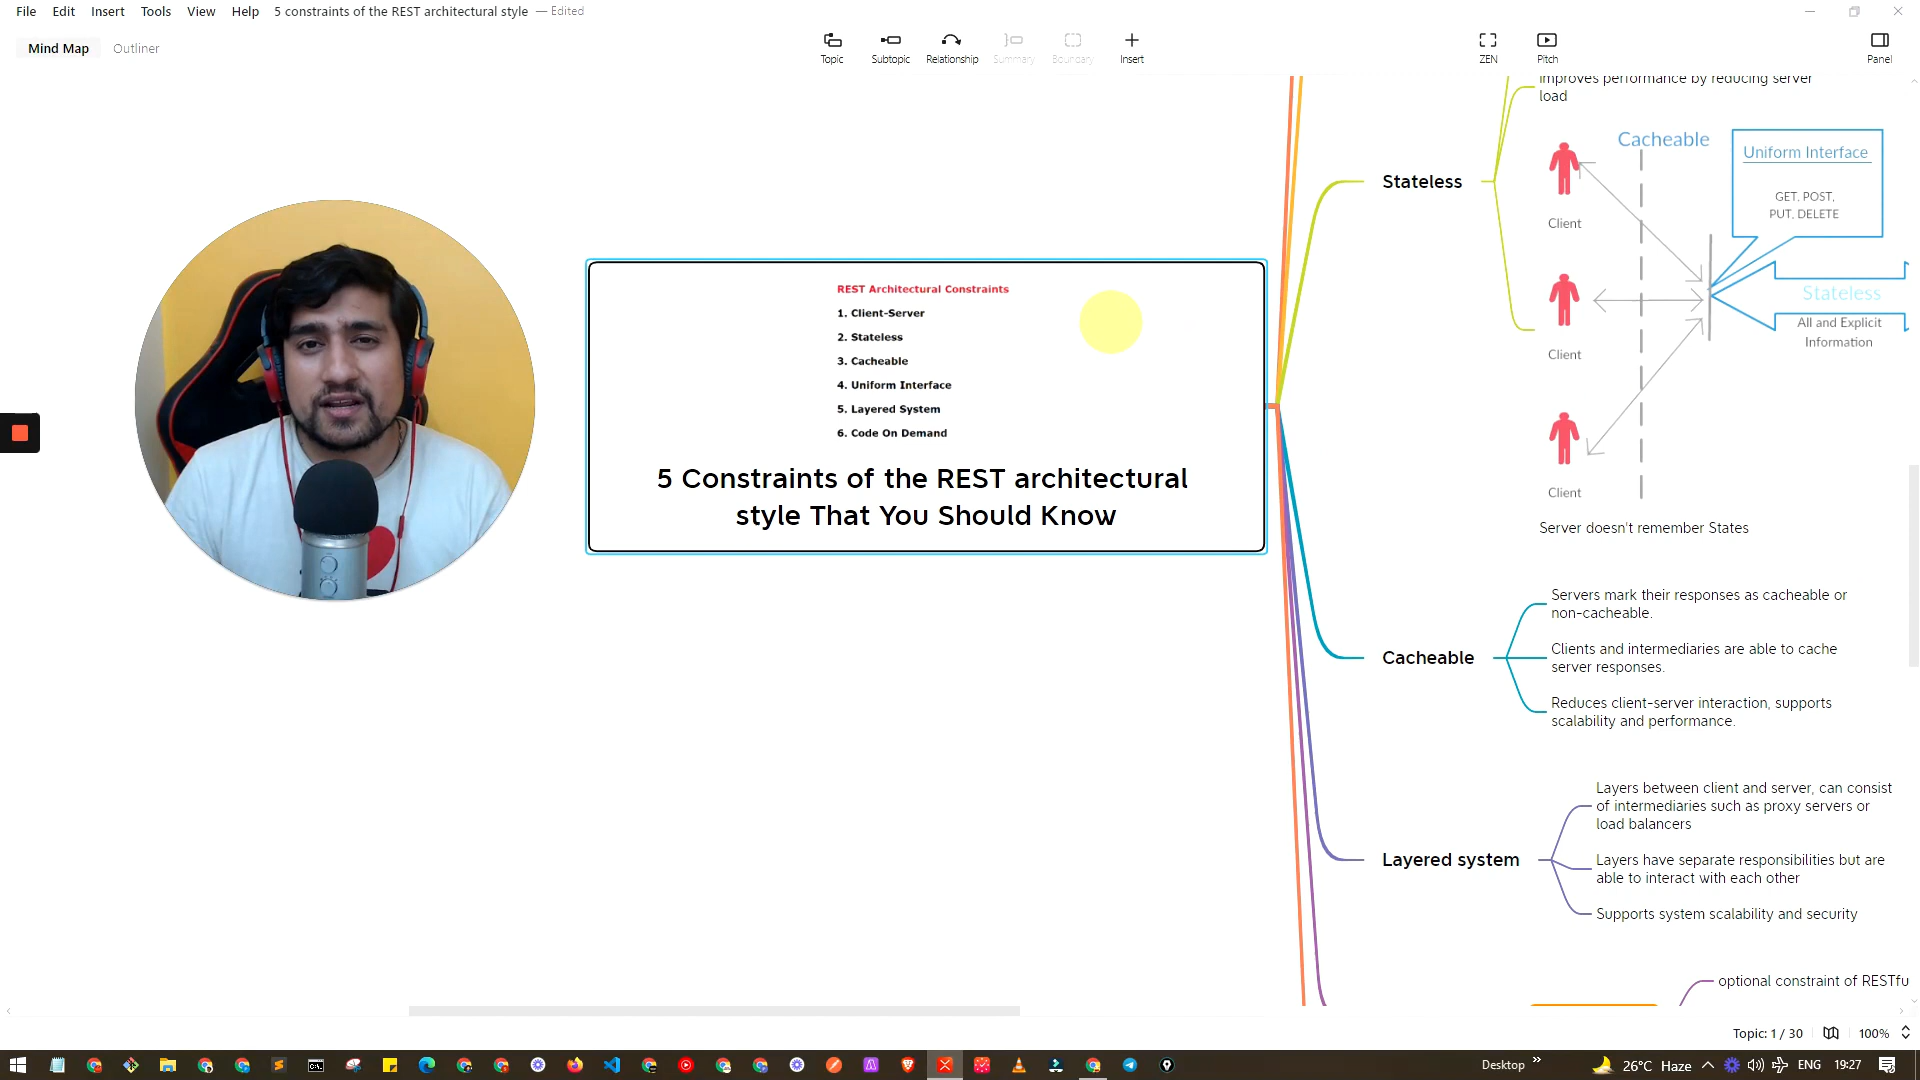 File Edit Insert Tools View Help 5 constraints of the REST architectural style — Edited
Mind Map Outliner
Topic Subtopic Relationship Summary Boundary Insert
ZEN Pitch Panel
improves performance by reducing server
load
Stateless
Cacheable
Uniform Interface
GET, POST,
PUT, DELETE
Client
Stateless
All and Explicit
Information
Client
Client
Server doesn't remember States
REST Architectural Constraints
1. Client-Server
2. Stateless
3. Cacheable
4. Uniform Interface
5. Layered System
6. Code On Demand
5 Constraints of the REST architectural
style That You Should Know
Cacheable
Servers mark their responses as cacheable or
non-cacheable.
Clients and intermediaries are able to cache
server responses.
Reduces client-server interaction, supports
scalability and performance.
Layered system
Layers between client and server, can consist
of intermediaries such as proxy servers or
load balancers
Layers have separate responsibilities but are
able to interact with each other
Supports system scalability and security
optional constraint of RESTfu
Topic: 1 / 30 100%
Desktop 26°C Haze ENG 19:27